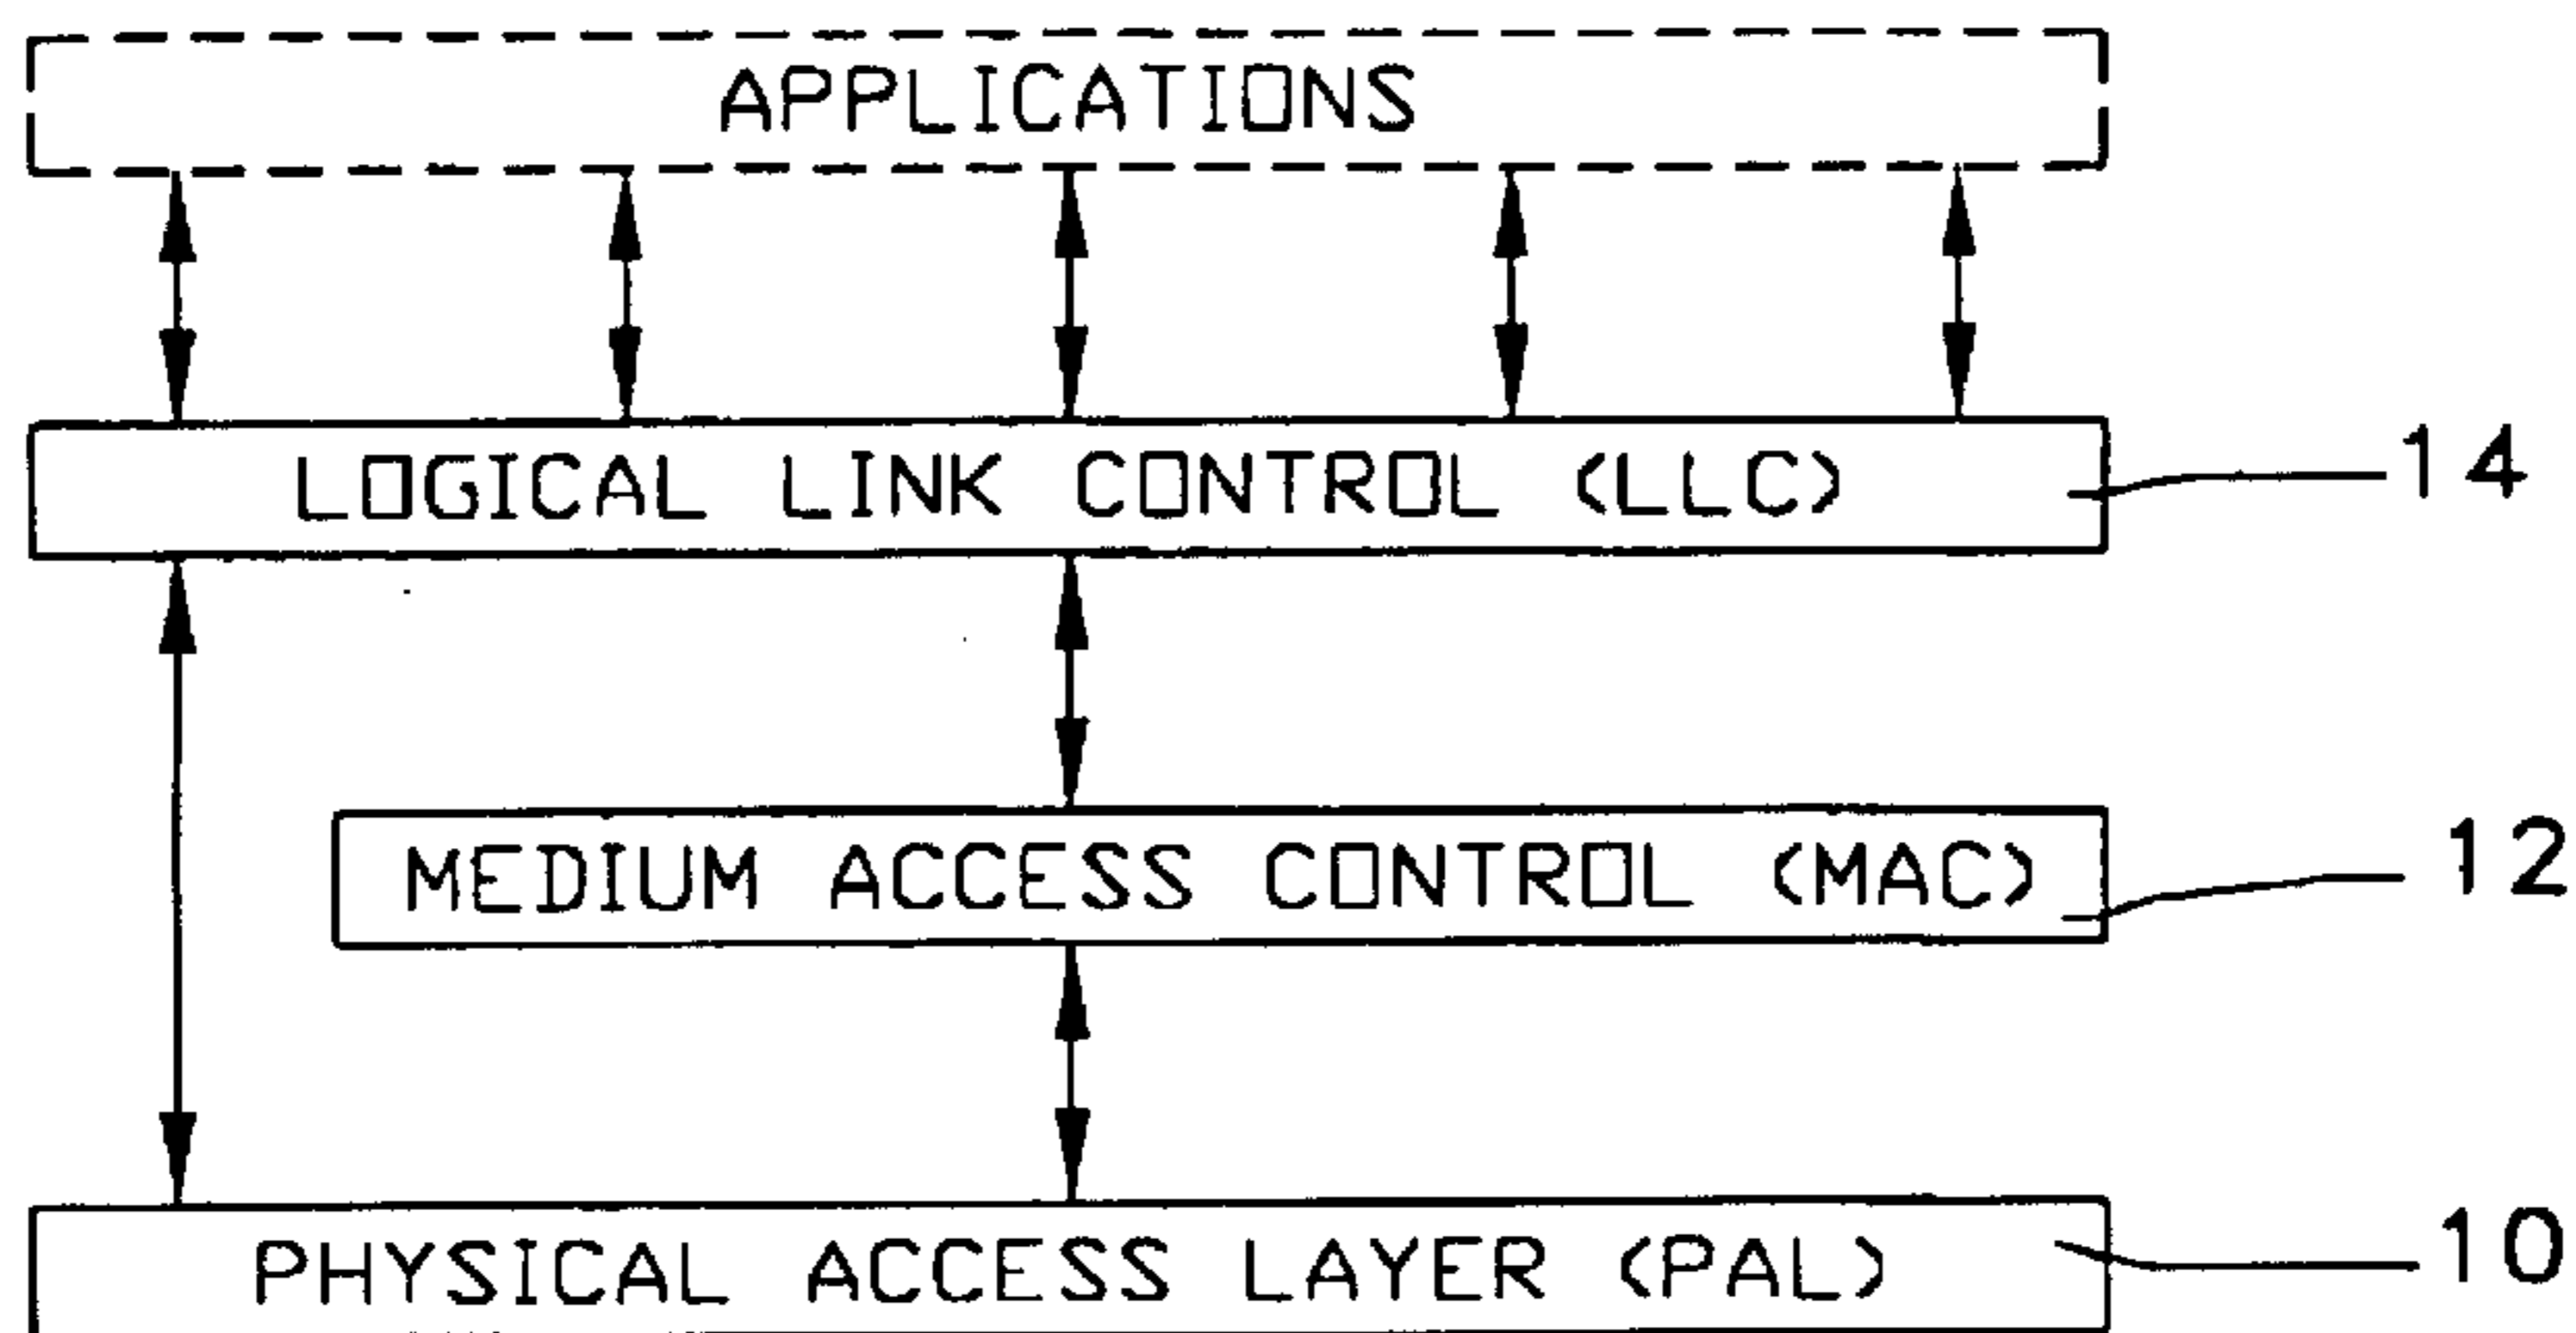 APPLICATIONS
LOGICAL LINK CONTROL (LLC)
14
MEDIUM ACCESS CONTROL (MAC)
12
PHYSICAL ACCESS LAYER (PAL)
10